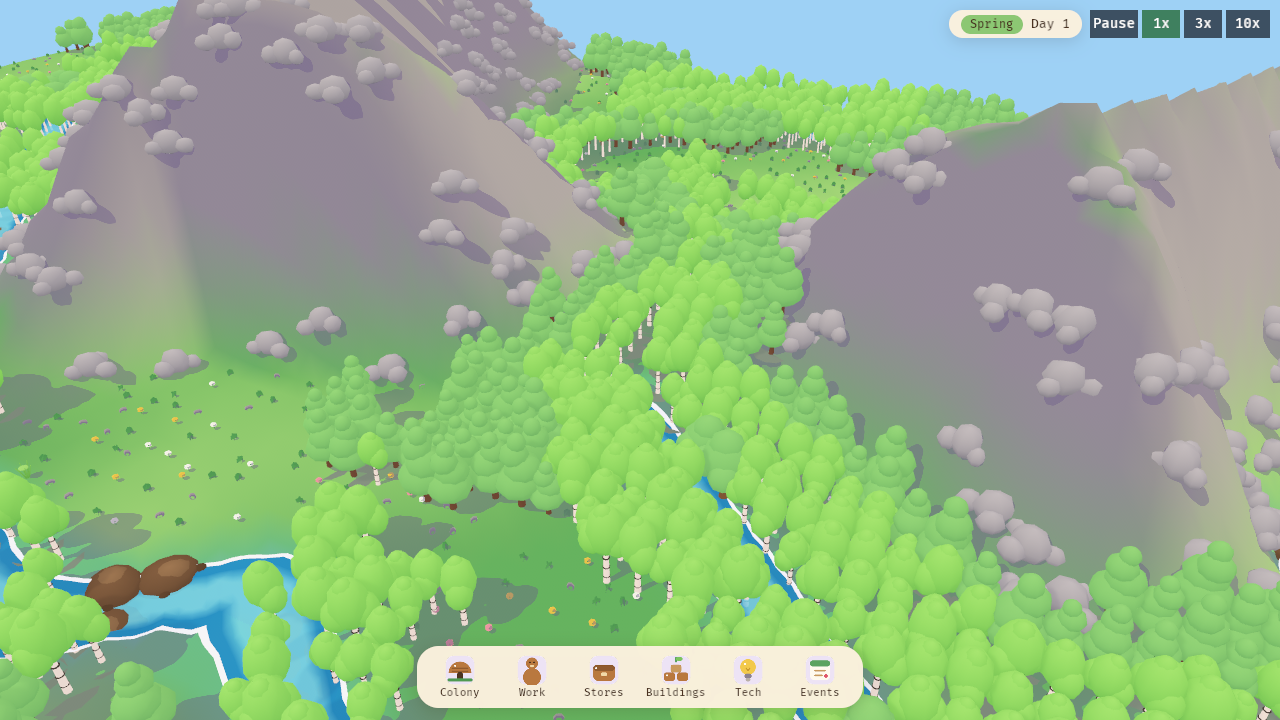 Spring Day 1 Pause 1x 3x 10x
Colony Work Stores Buildings Tech Events